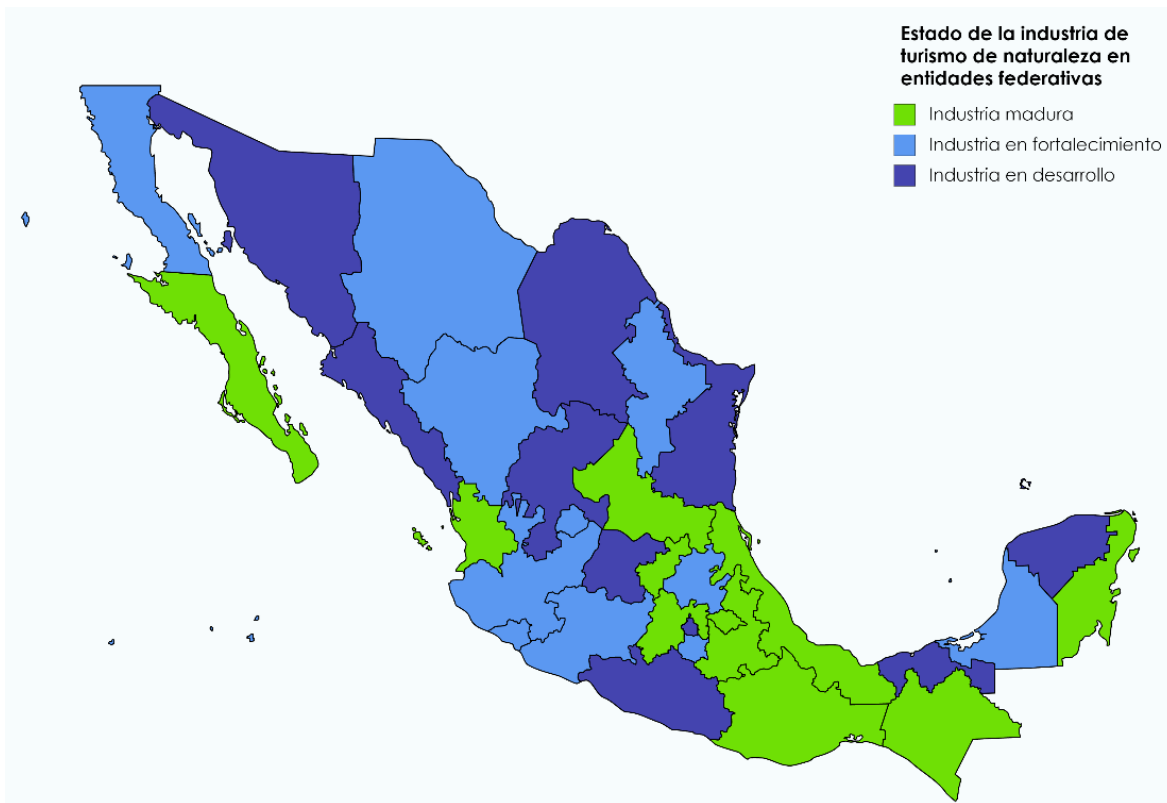 Estado de la industria de
turismo de naturaleza en
entidades federativas
Industria madura
Industria en fortalecimiento
Industria en desarrollo